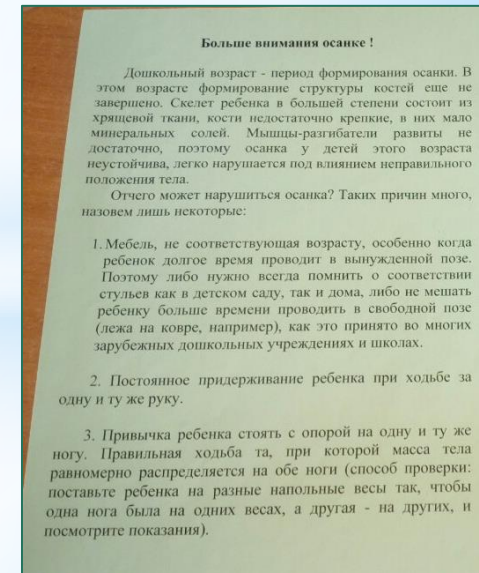 Больше внимания осанке !
Дошкольный возраст - период формирования осанки. В
этом возрасте формирование структуры костей еще не
завершено. Скелет ребенка в большей степени состоит из
хрящевой ткани, кости недостаточно крепкие, в них мало
минеральных солей. Мышцы-разгибатели развиты не
достаточно, поэтому осанка у детей этого возраста
неустойчива, легко нарушается под влиянием неправильного
положения тела.
Отчего может нарушиться осанка? Таких причин много,
назовем лишь некоторые:
1. Мебель, не соответствующая возрасту, особенно когда
ребенок долгое время проводит в вынужденной позе.
Поэтому либо нужно всегда помнить о соответствии
стульев как в детском саду, так и дома, либо не мешать
ребенку больше времени проводить в свободной позе
(лежа на ковре, например), как это принято во многих
зарубежных дошкольных учреждениях и школах.
2. Постоянное придерживание ребенка при ходьбе за
одну и ту же руку.
3. Привычка ребенка стоять с опорой на одну и ту же
ногу. Правильная ходьба та, при которой масса тела
равномерно распределяется на обе ноги (способ проверки:
поставьте ребенка на разные напольные весы так, чтобы
одна нога была на одних весах, а другая - на других, и
посмотрите показания).